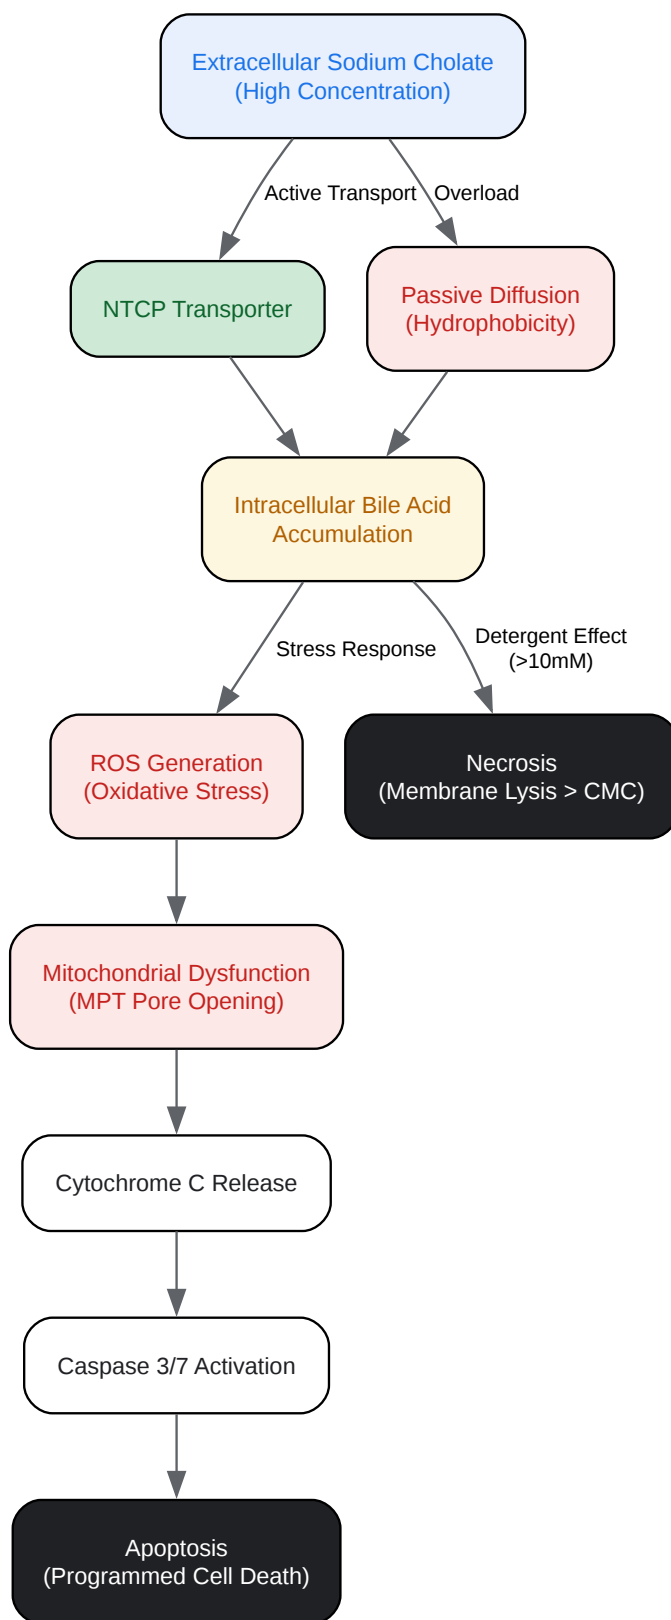 Extracellular Sodium Cholate
(High Concentration)
Active Transport
Overload
NTCP Transporter
Passive Diffusion
(Hydrophobicity)
Intracellular Bile Acid
Accumulation
Stress Response
Detergent Effect
(>10mM)
ROS Generation
(Oxidative Stress)
Necrosis
(Membrane Lysis > CMC)
Mitochondrial Dysfunction
(MPT Pore Opening)
Cytochrome C Release
Caspase 3/7 Activation
Apoptosis
(Programmed Cell Death)